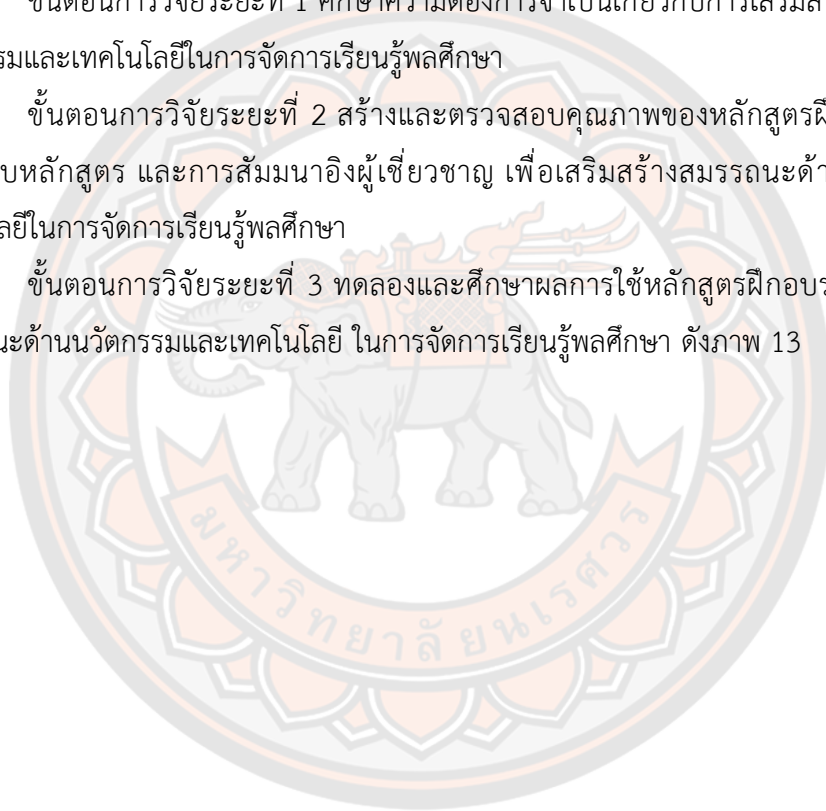 ขั้นตอนการวิจัยระยะที่ 1 ศึกษาความต้องการจำเป็นเกี่ยวกับการเสริมส
รมและเทคโนโลยีในการจัดการเรียนรู้พลศึกษา
ขั้นตอนการวิจัยระยะที่ 2 สร้างและตรวจสอบคุณภาพของหลักสูตรฝึ
บหลักสูตร และการสัมมนาอิงผู้เชี่ยวชาญ เพื่อเสริมสร้างสมรรถนะด้า
ลยีในการจัดการเรียนรู้พลศึกษา
ขั้นตอนการวิจัยระยะที่ 3 ทดลองและศึกษาผลการใช้หลักสูตรฝึกอบร
นะด้านนวัตกรรมและเทคโนโลยี ในการจัดการเรียนรู้พลศึกษา ดังภาพ 13
มหาวิทยาลัยนเรศวร